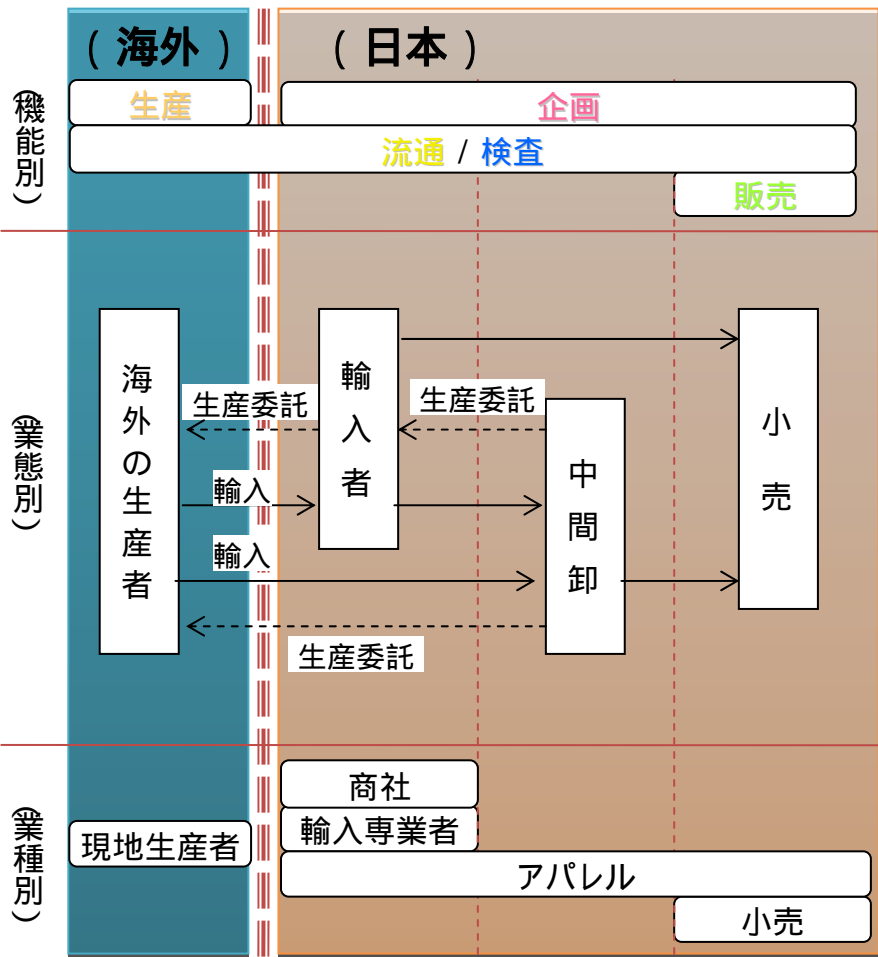 （海外）
（日本）
（機能別）
生産
企画
流通 / 検査
販売
（業態別）
海外の生産者
輸入者
中間卸
小売
生産委託
生産委託
輸入
輸入
生産委託
（業種別）
商社
輸入専業者
現地生産者
アパレル
小売